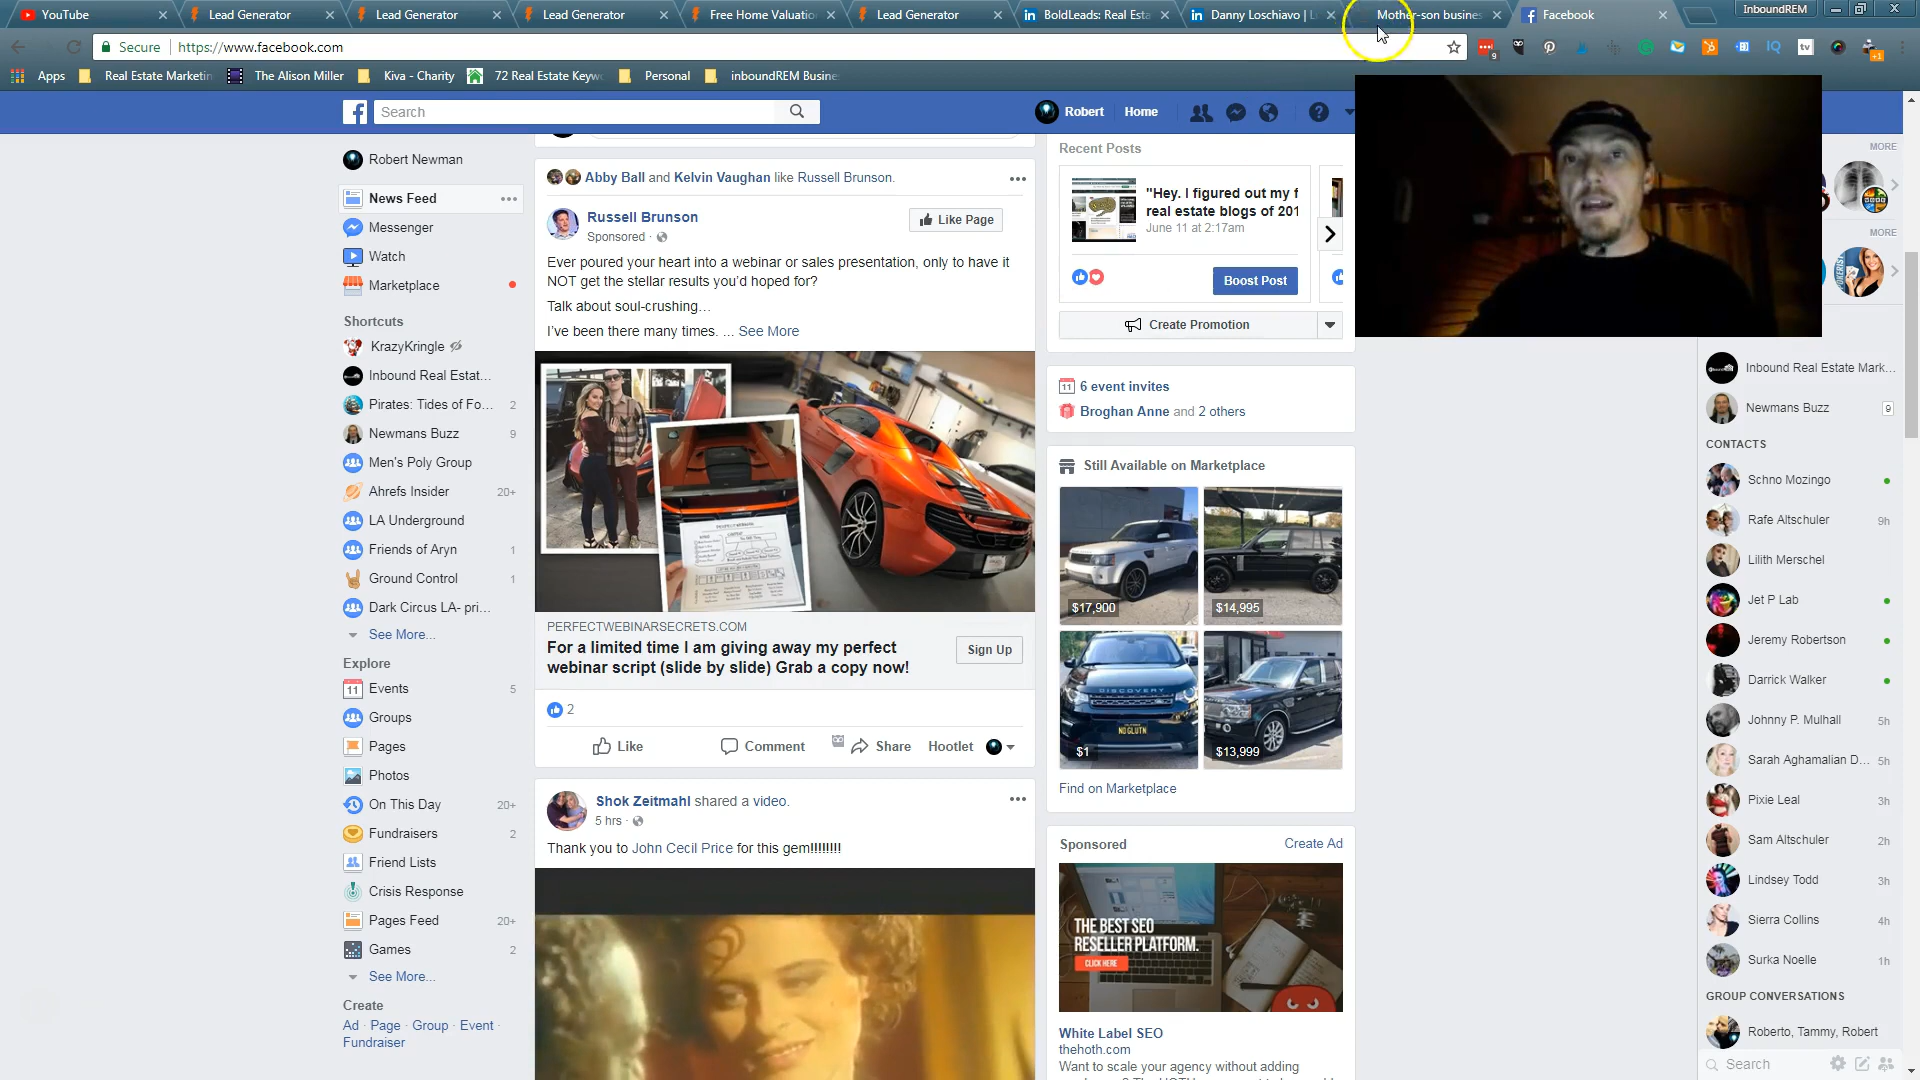 YouTube
Lead Generator
Lead Generator
Lead Generator
Free Home Valuatio
Lead Generator
BoldLeads: Real Esta
Danny Loschiavo | L
Mother-son busines
Facebook
InboundREM
Secure
https://www.facebook.com
9
tv
+1
Apps
Real Estate Marketin
The Alison Miller
Kiva - Charity
72 Real Estate Keyw
Personal
inboundREM Busine
Search
Robert
Home
Robert Newman
News Feed
Messenger
Watch
Marketplace
Shortcuts
KrazyKringle
Inbound Real Estat...
Pirates: Tides of Fo... 2
Newmans Buzz 9
Men's Poly Group
Ahrefs Insider 20+
LA Underground
Friends of Aryn 1
Ground Control 1
Dark Circus LA- pri...
See More...
Explore
Events 5
Groups
Pages
Photos
On This Day 20+
Fundraisers 2
Friend Lists
Crisis Response
Pages Feed 20+
Games 2
See More...
Create
Ad · Page · Group · Event ·
Fundraiser
Abby Ball and Kelvin Vaughan like Russell Brunson.
Russell Brunson
Sponsored ·
Like Page
Ever poured your heart into a webinar or sales presentation, only to have it
NOT get the stellar results you'd hoped for?
Talk about soul-crushing...
I've been there many times. ... See More
PERFECTWEBINARSECRETS.COM
For a limited time I am giving away my perfect
webinar script (slide by slide) Grab a copy now!
Sign Up
2
Like
Comment
Share
Hootlet
Shok Zeitmahl shared a video.
5 hrs ·
Thank you to John Cecil Price for this gem!!!!!!!!
Recent Posts
"Hey. I figured out my f
real estate blogs of 201
June 11 at 2:17am
Boost Post
Create Promotion
6 event invites
Broghan Anne and 2 others
Still Available on Marketplace
$17,900
$14,995
DISCOVERY
NO GLUTN
$1
$13,999
Find on Marketplace
Sponsored
Create Ad
THE BEST SEO
RESELLER PLATFORM.
CLICK HERE
White Label SEO
thehoth.com
Want to scale your agency without adding
MORE
MORE
Inbound Real Estate Mark...
Newmans Buzz 9
CONTACTS
Schno Mozingo
Rafe Altschuler 9h
Lilith Merschel
Jet P Lab
Jeremy Robertson
Darrick Walker
Johnny P. Mulhall 5h
Sarah Aghamalian D... 5h
Pixie Leal 3h
Sam Altschuler 2h
Lindsey Todd 3h
Sierra Collins 4h
Surka Noelle 1h
GROUP CONVERSATIONS
Roberto, Tammy, Robert
Search